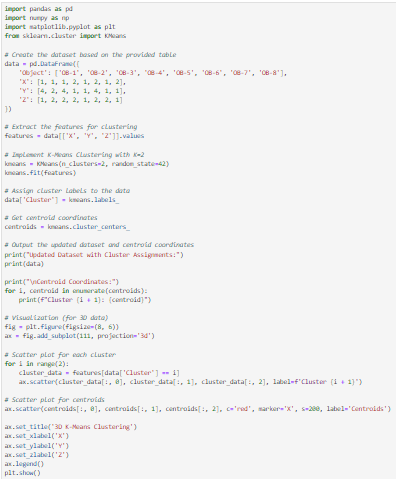 import pandas as pd
import numpy as np
import matplotlib.pyplot as plt
from sklearn.cluster import KMeans

# Create the dataset based on the provided table
data = pd.DataFrame({
    'Object': ['OB-1', 'OB-2', 'OB-3', 'OB-4', 'OB-5', 'OB-6', 'OB-7', 'OB-8'],
    'X': [1, 1, 1, 2, 1, 2, 1, 2],
    'Y': [4, 2, 4, 1, 1, 4, 1, 1],
    'Z': [1, 2, 2, 2, 1, 2, 2, 1]
})

# Extract the features for clustering
features = data[['X', 'Y', 'Z']].values

# Implement K-Means Clustering with K=2
kmeans = KMeans(n_clusters=2, random_state=42)
kmeans.fit(features)

# Assign cluster labels to the data
data['Cluster'] = kmeans.labels_

# Get centroid coordinates
centroids = kmeans.cluster_centers_

# Output the updated dataset and centroid coordinates
print("Updated Dataset with Cluster Assignments:")
print(data)

print("\nCentroid Coordinates:")
for i, centroid in enumerate(centroids):
    print(f"Cluster {i + 1}: {centroid}")

# Visualization (for 3D data)
fig = plt.figure(figsize=(8, 6))
ax = fig.add_subplot(111, projection='3d')

# Scatter plot for each cluster
for i in range(2):
    cluster_data = features[data['Cluster'] == i]
    ax.scatter(cluster_data[:, 0], cluster_data[:, 1], cluster_data[:, 2], label=f'Cluster {i + 1}')

# Scatter plot for centroids
ax.scatter(centroids[:, 0], centroids[:, 1], centroids[:, 2], c='red', marker='X', s=200, label='Centroids')

ax.set_title('3D K-Means Clustering')
ax.set_xlabel('X')
ax.set_ylabel('Y')
ax.set_zlabel('Z')
ax.legend()
plt.show()